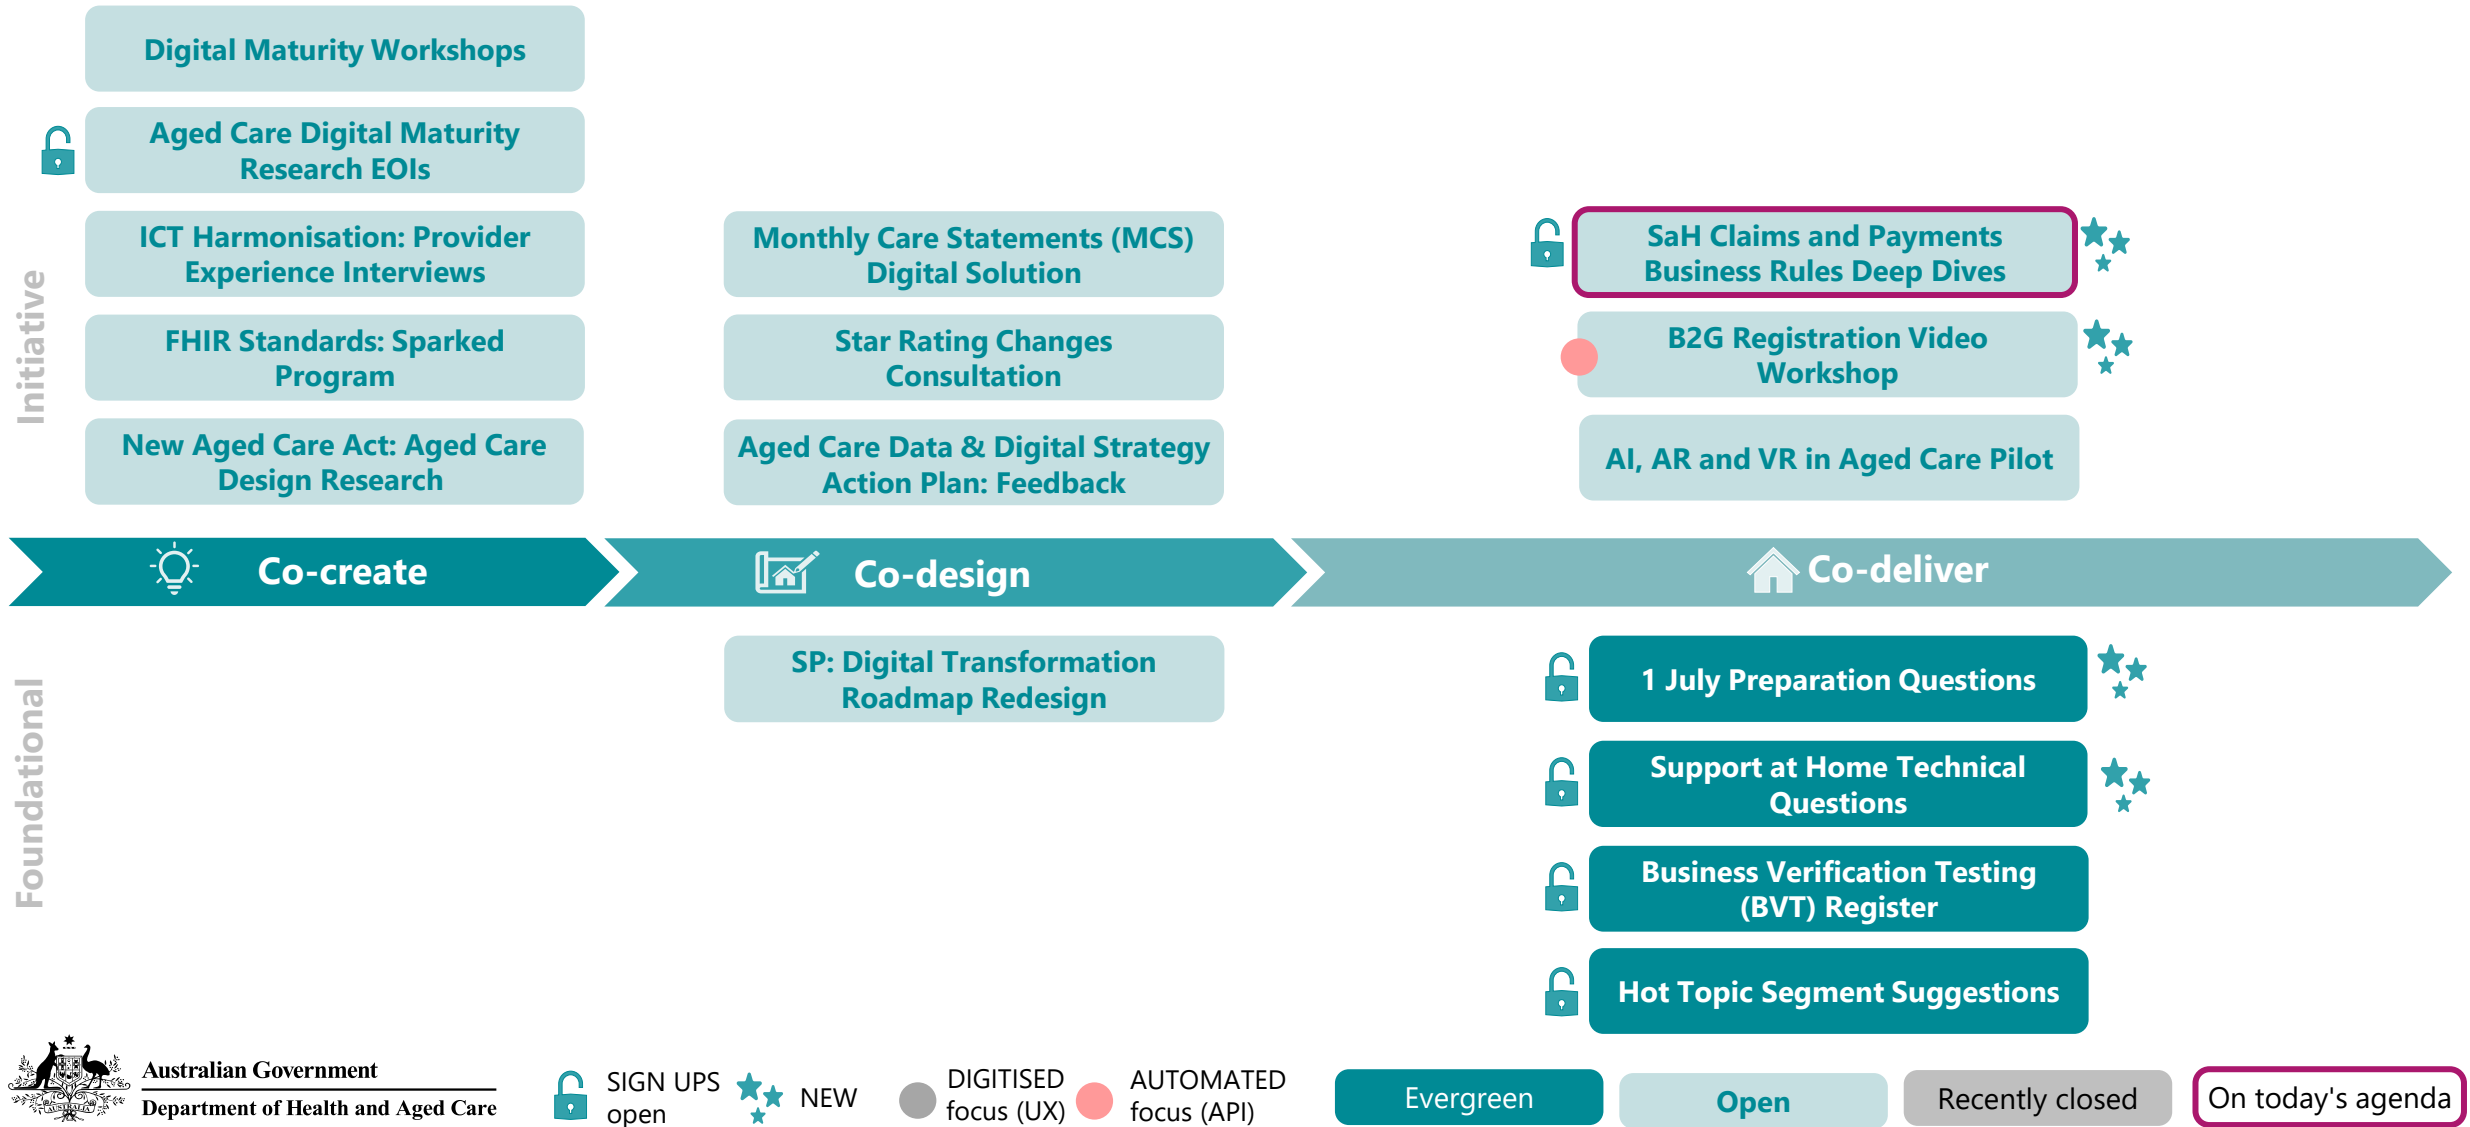 Digital Maturity Workshops
Aged Care Digital Maturity
Research EOIs
ICT Harmonisation: Provider
Experience Interviews
FHIR Standards: Sparked
Program
New Aged Care Act: Aged Care
Design Research
Monthly Care Statements (MCS)
Digital Solution
Star Rating Changes
Consultation
Aged Care Data & Digital Strategy
Action Plan: Feedback
SaH Claims and Payments
Business Rules Deep Dives
B2G Registration Video
Workshop
AI, AR and VR in Aged Care Pilot
Initiative
Co-create
Co-design
Co-deliver
Foundational
SP: Digital Transformation
Roadmap Redesign
1 July Preparation Questions
Support at Home Technical
Questions
Business Verification Testing
(BVT) Register
Hot Topic Segment Suggestions
AUSTRALIA
Australian Government
Department of Health and Aged Care
SIGN UPS
open
NEW
DIGITISED
focus (UX)
AUTOMATED
focus (API)
Evergreen
Open
Recently closed
On today's agenda